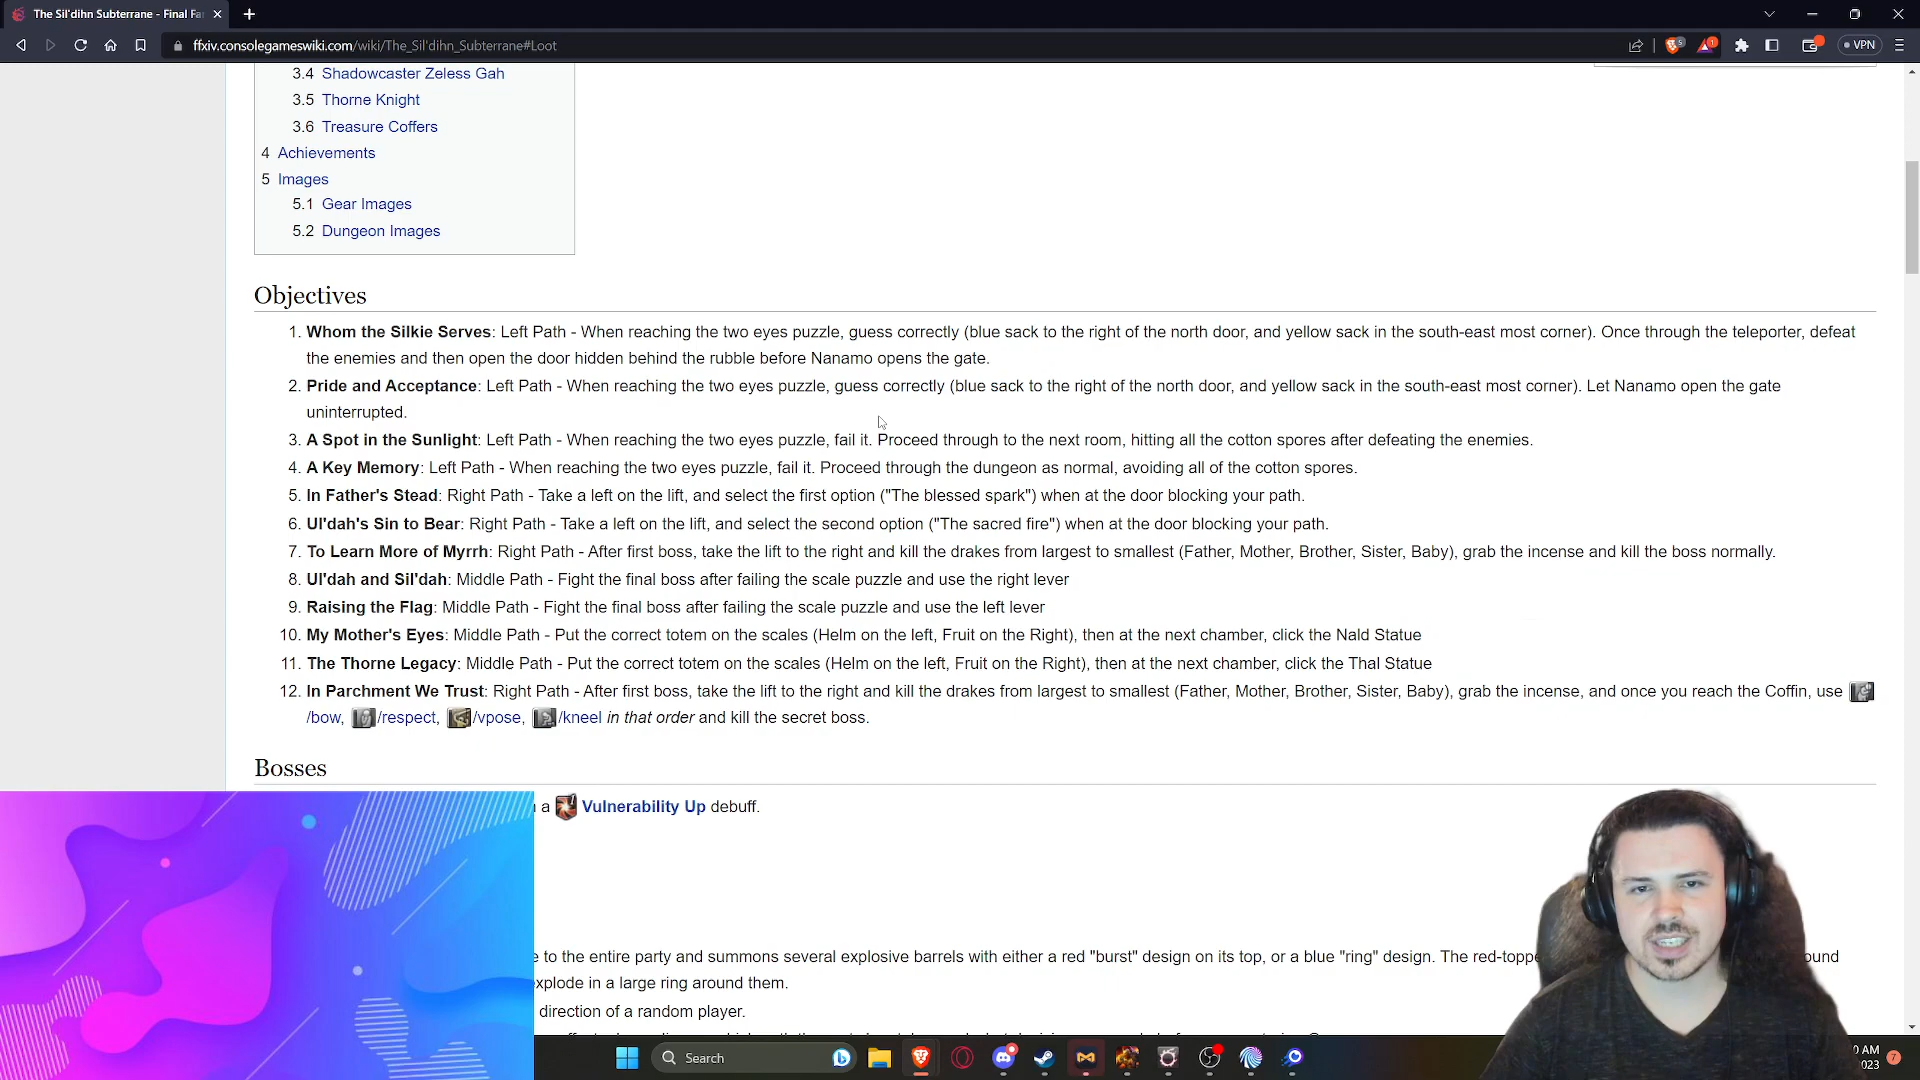 The Sil'dihn Subterrane - Final Fa
ffxiv.consolegameswiki.com/wiki/The_Sil'dihn_Subterrane#Loot
5
1
VPN
3.4 Shadowcaster Zeless Gah
3.5 Thorne Knight
3.6 Treasure Coffers
4 Achievements
5 Images
5.1 Gear Images
5.2 Dungeon Images
Objectives
1. Whom the Silkie Serves: Left Path - When reaching the two eyes puzzle, guess correctly (blue sack to the right of the north door, and yellow sack in the south-east most corner). Once through the teleporter, defeat
the enemies and then open the door hidden behind the rubble before Nanamo opens the gate.
2. Pride and Acceptance: Left Path - When reaching the two eyes puzzle, guess correctly (blue sack to the right of the north door, and yellow sack in the south-east most corner). Let Nanamo open the gate
uninterrupted.
3. A Spot in the Sunlight: Left Path - When reaching the two eyes puzzle, fail it. Proceed through to the next room, hitting all the cotton spores after defeating the enemies.
4. A Key Memory: Left Path - When reaching the two eyes puzzle, fail it. Proceed through the dungeon as normal, avoiding all of the cotton spores.
5. In Father's Stead: Right Path - Take a left on the lift, and select the first option ("The blessed spark") when at the door blocking your path.
6. Ul'dah's Sin to Bear: Right Path - Take a left on the lift, and select the second option ("The sacred fire") when at the door blocking your path.
7. To Learn More of Myrrh: Right Path - After first boss, take the lift to the right and kill the drakes from largest to smallest (Father, Mother, Brother, Sister, Baby), grab the incense and kill the boss normally.
8. Ul'dah and Sil'dah: Middle Path - Fight the final boss after failing the scale puzzle and use the right lever
9. Raising the Flag: Middle Path - Fight the final boss after failing the scale puzzle and use the left lever
10. My Mother's Eyes: Middle Path - Put the correct totem on the scales (Helm on the left, Fruit on the Right), then at the next chamber, click the Nald Statue
11. The Thorne Legacy: Middle Path - Put the correct totem on the scales (Helm on the left, Fruit on the Right), then at the next chamber, click the Thal Statue
12. In Parchment We Trust: Right Path - After first boss, take the lift to the right and kill the drakes from largest to smallest (Father, Mother, Brother, Sister, Baby), grab the incense, and once you reach the Coffin, use
/bow, /respect, /vpose, /kneel in that order and kill the secret boss.
Bosses
a Vulnerability Up debuff.
e to the entire party and summons several explosive barrels with either a red "burst" design on its top, or a blue "ring" design. The red-toppe ound
xplode in a large ring around them.
direction of a random player.
Search
0 AM
023
7